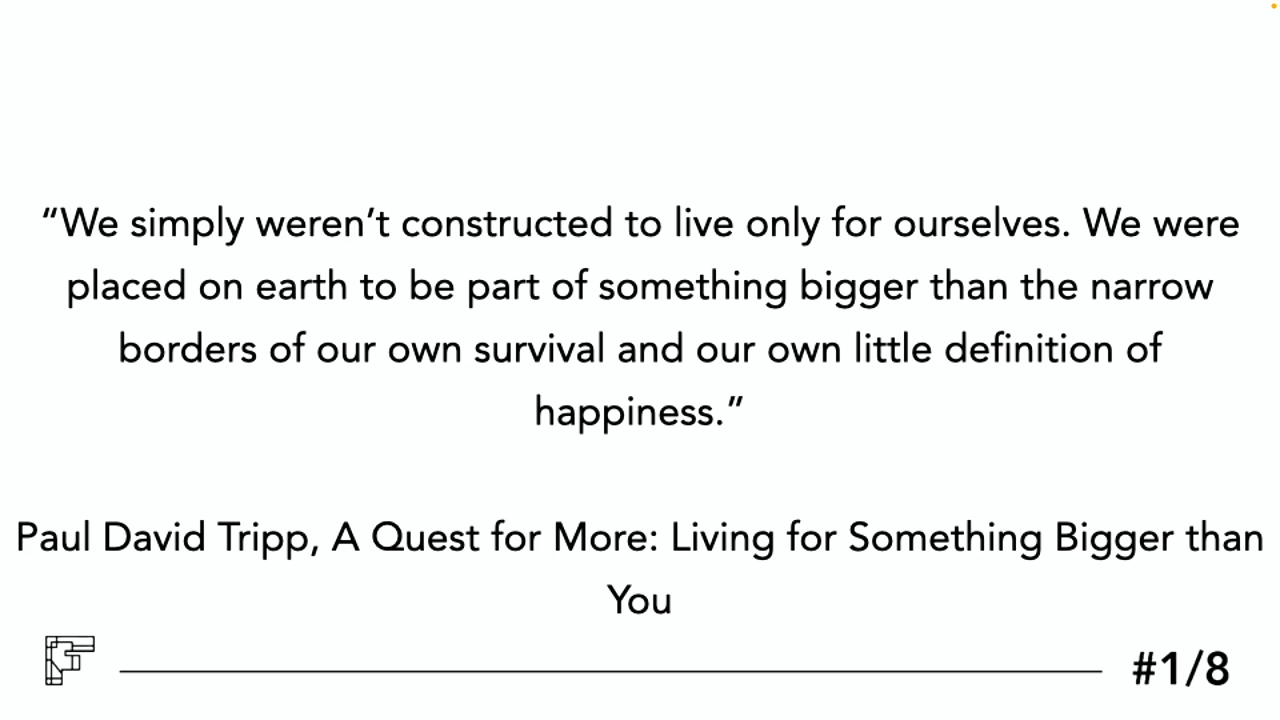 “We simply weren’t constructed to live only for ourselves. We were
placed on earth to be part of something bigger than the narrow
borders of our own survival and our own little definition of
happiness.”
Paul David Tripp, A Quest for More: Living for Something Bigger than
You
#1/8